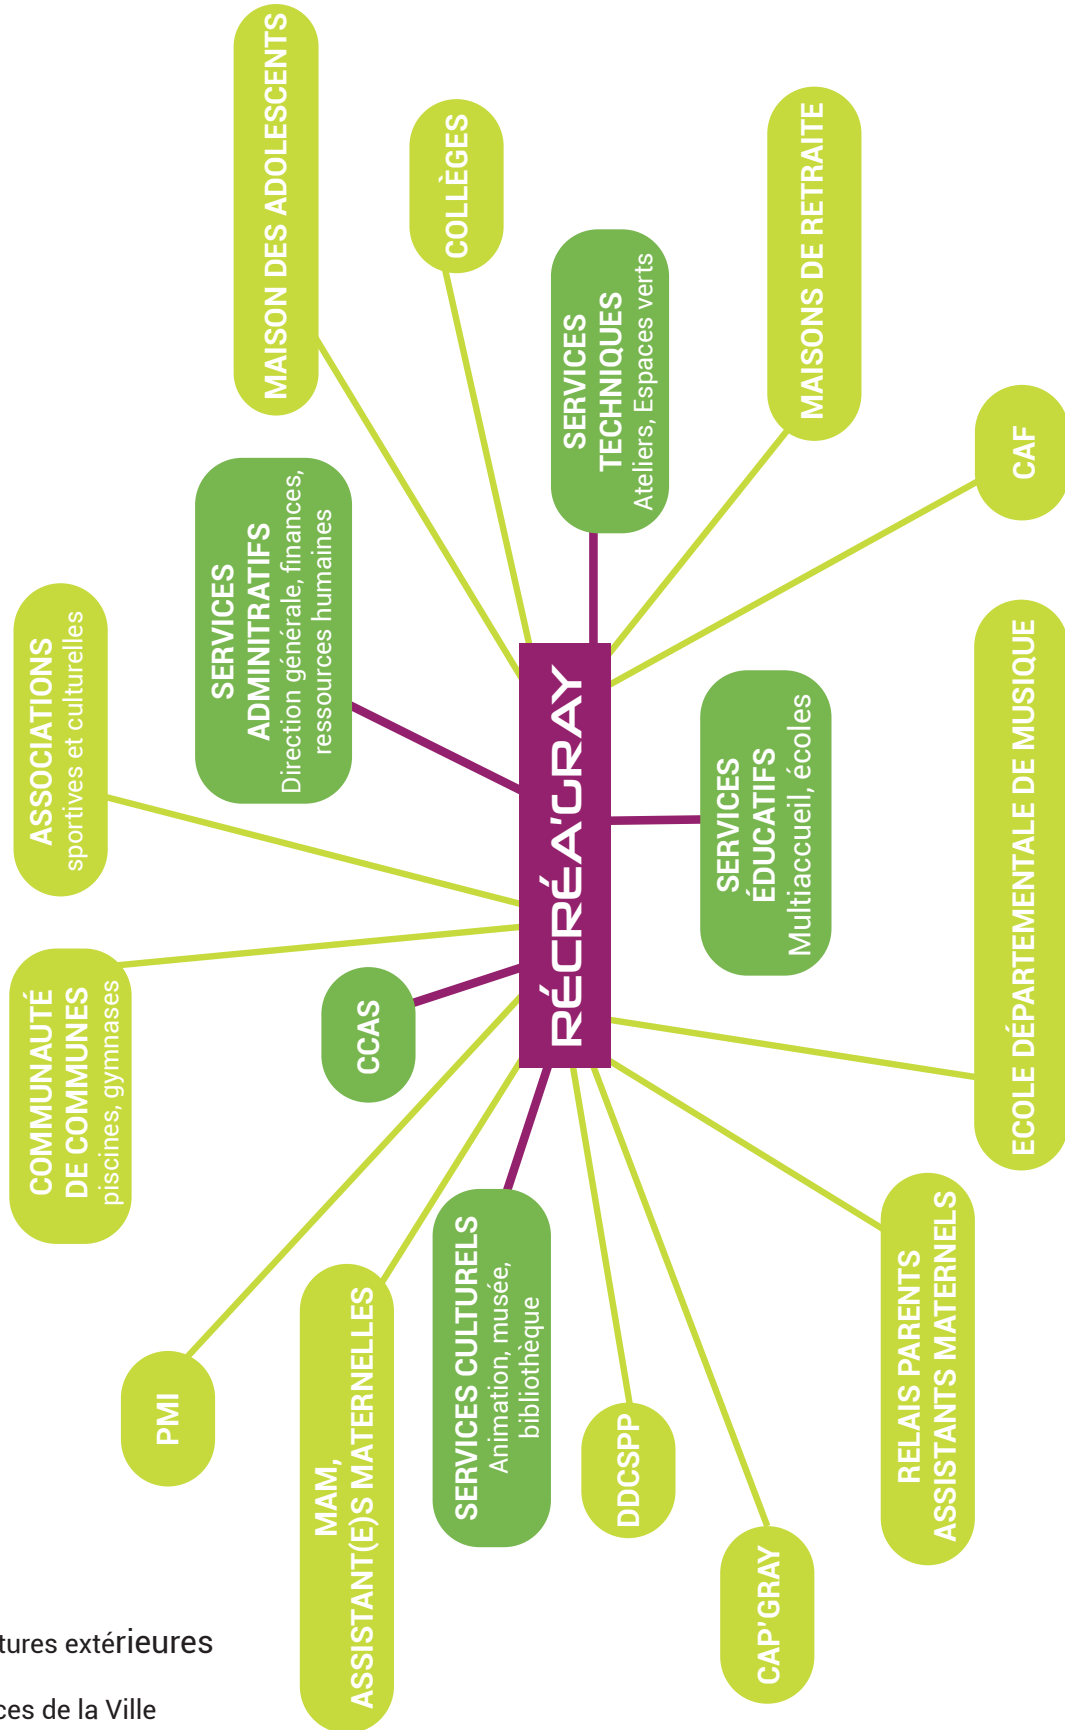 MAISON DES ADOLESCENTS
COLLÈGES
ASSOCIATIONS
sportives et culturelles
SERVICES
ADMINITRATIFS
Direction générale, finances,
ressources humaines
SERVICES
TECHNIQUES
Ateliers, Espaces verts
MAISONS DE RETRAITE
CAF
COMMUNAUTÉ
DE COMMUNES
piscines, gymnases
CCAS
RÉCRÉA'GRAY
SERVICES
ÉDUCATIFS
Multiaccueil, écoles
ECOLE DÉPARTEMENTALE DE MUSIQUE
PMI
MAM,
ASSISTANT(E)S MATERNELLES
SERVICES CULTURELS
Animation, musée,
bibliothèque
DDCSPP
CAP'GRAY
RELAIS PARENTS
ASSISTANTS MATERNELS
tures extérieures
ces de la Ville